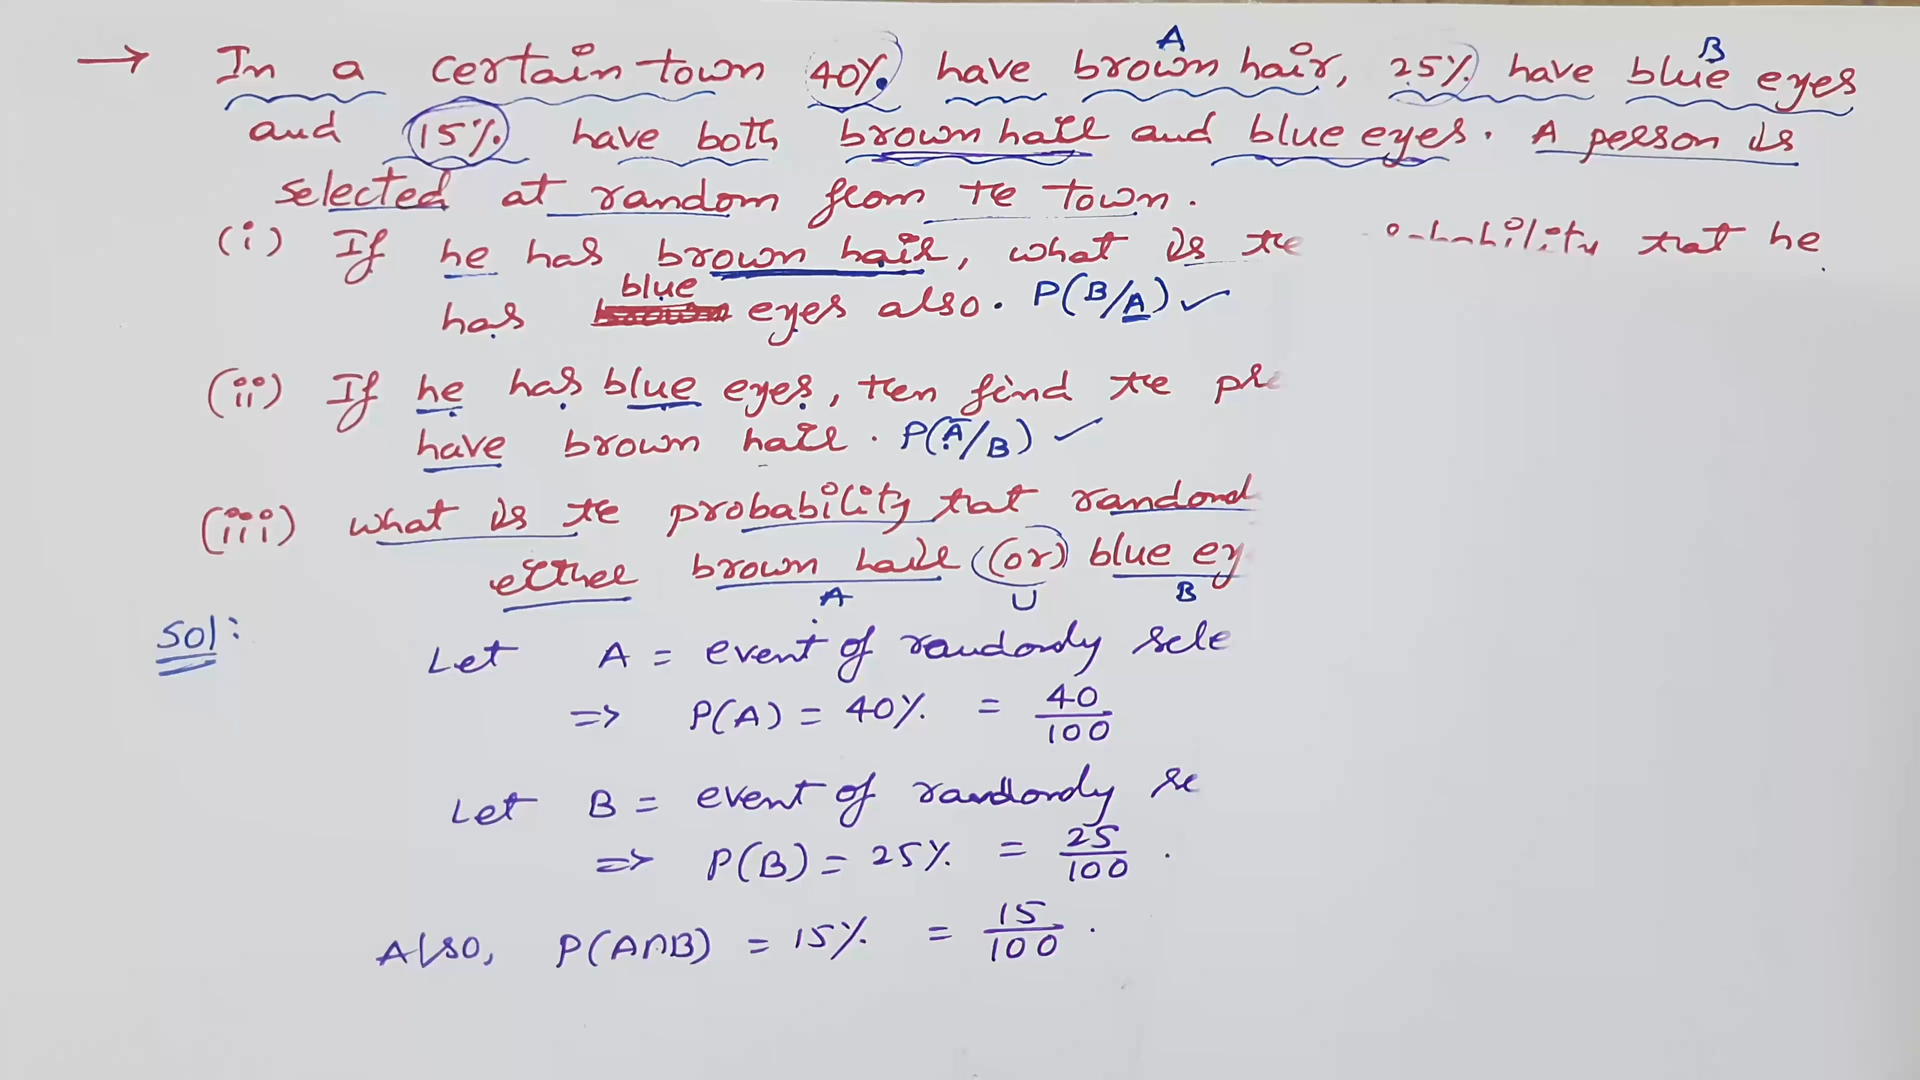 → In a certain town 40% have brown hair, 25% have blue eyes
A B
and 15% have both brown hair and blue eyes. A person is
selected at random from the town.
(i) If he has brown hair, what is the that he
has blue eyes also. P(B/A) ✓
(ii) If he has blue eyes, then find the
have brown hair. P(A/B) ✓
(iii) what is the probability that
either brown hair (or) blue
A U B
Sol:
Let A = event of randomly
=> P(A) = 40% = 40/100
Let B = event of randomly
=> P(B) = 25% = 25/100.
Also, P(A∩B) = 15% = 15/100.